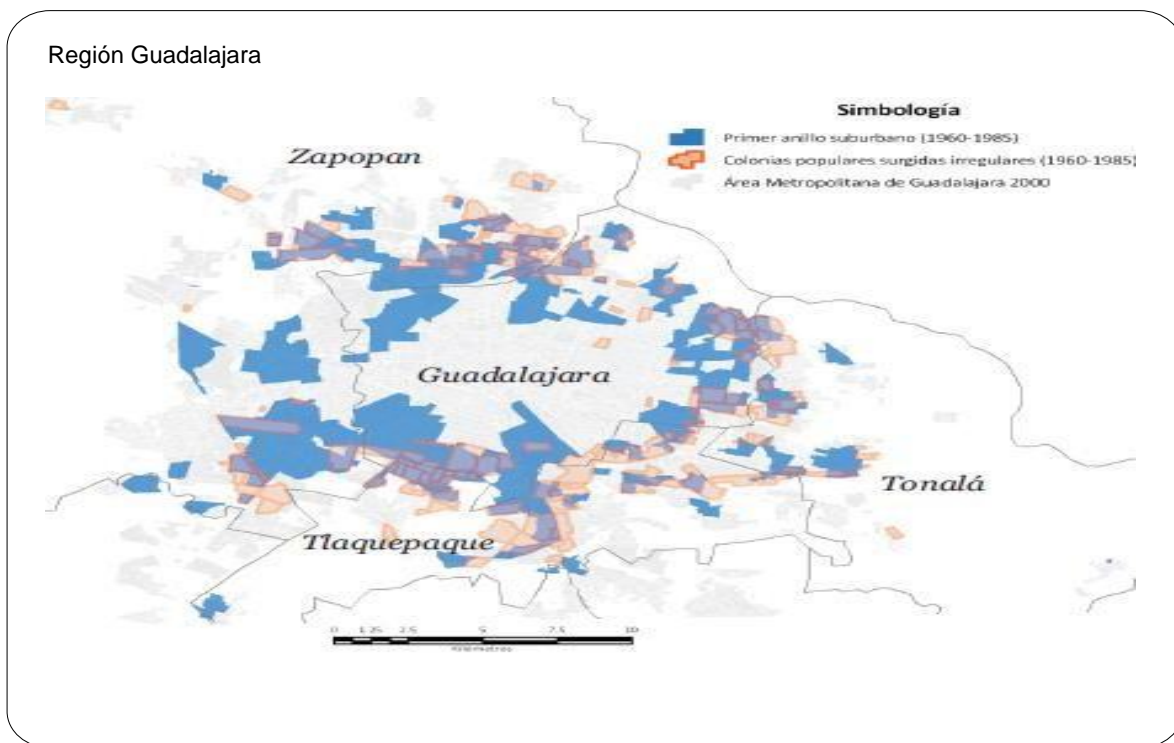 Región Guadalajara
Simbología
Primer anillo suburbano (1960-1985)
Colonias populares surgidas irregulares (1960-1985)
Área Metropolitana de Guadalajara 2000
Zapopan
Guadalajara
Tonalá
Tlaquepaque
0 1.25 2.5 5 7.5 10
Kilómetros